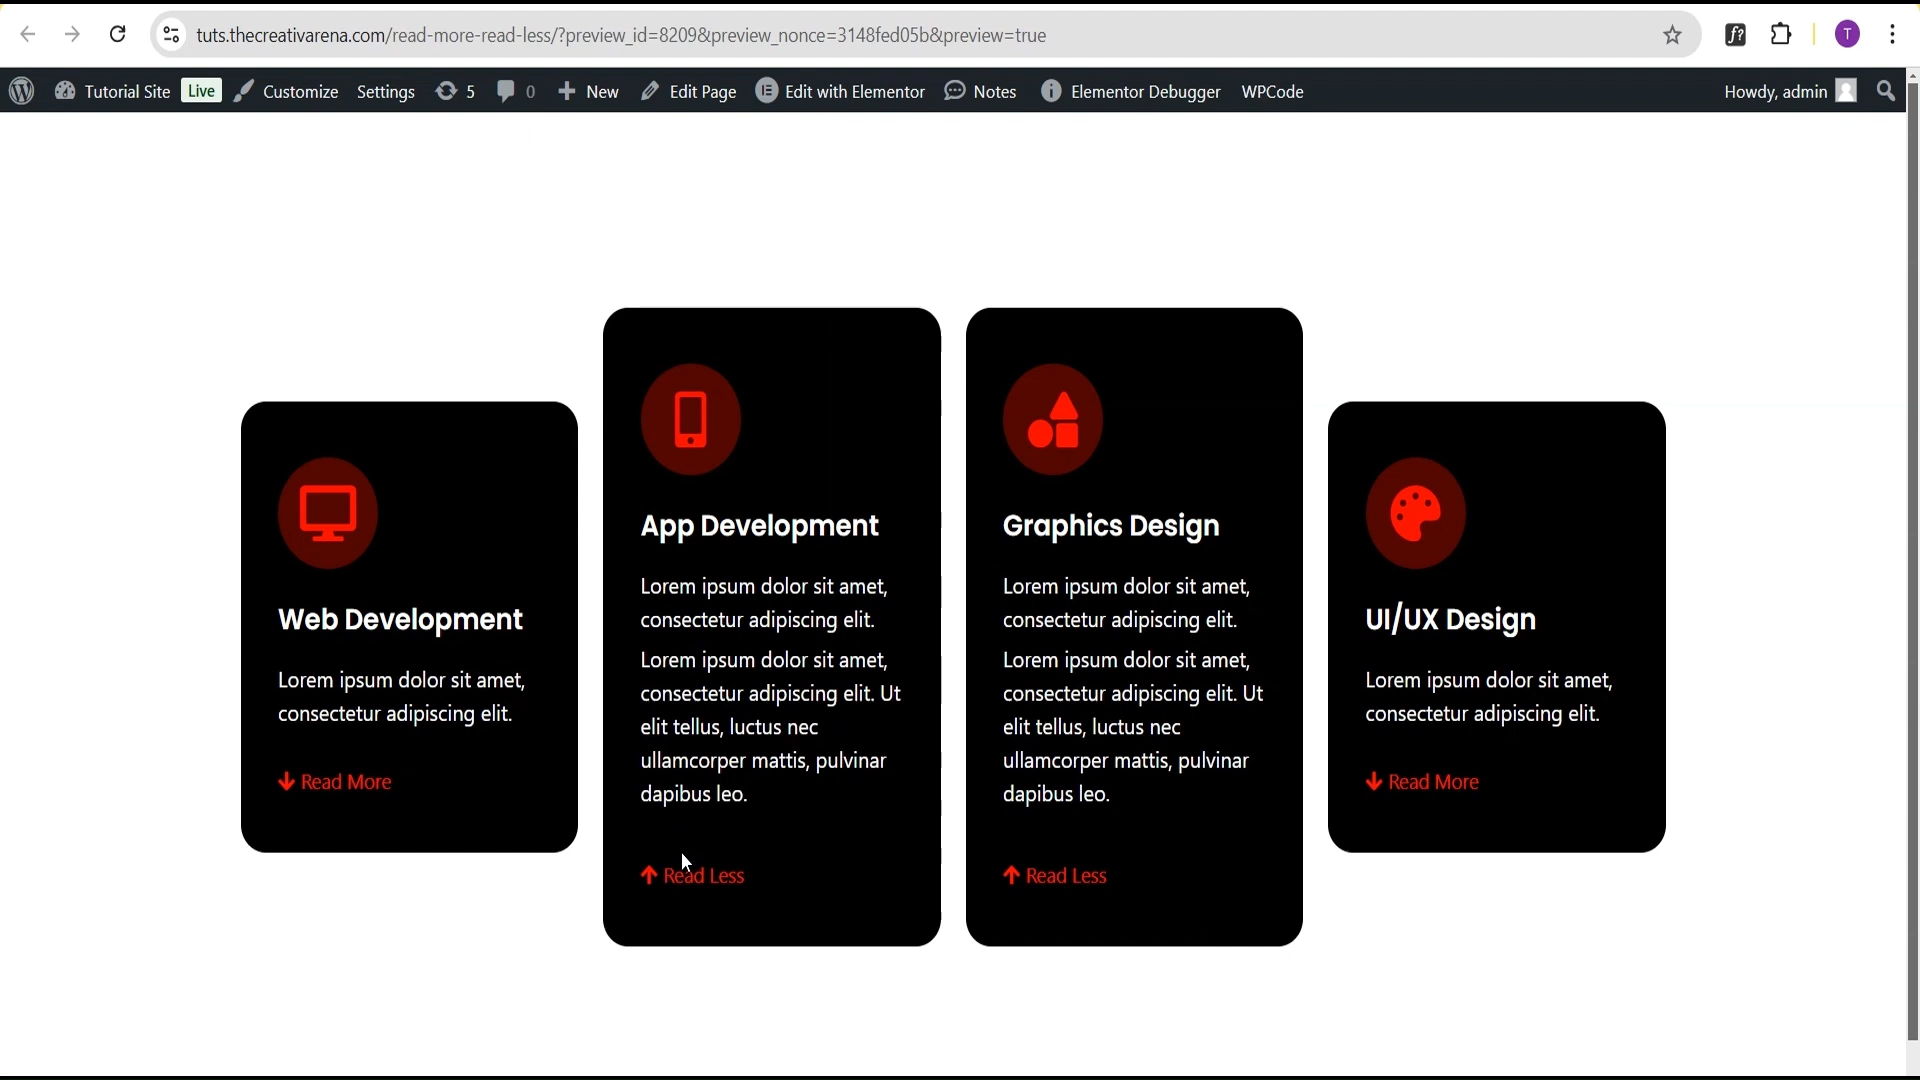 tuts.thecreativarena.com/read-more-read-less/?preview_id=8209&preview_nonce=3148fed05b&preview=true
f?
T
Tutorial Site Live Customize Settings 5 0 New Edit Page Edit with Elementor Notes Elementor Debugger WPCode Howdy, admin
Web Development
Lorem ipsum dolor sit amet,
consectetur adipiscing elit.
Read More
App Development
Lorem ipsum dolor sit amet,
consectetur adipiscing elit.
Lorem ipsum dolor sit amet,
consectetur adipiscing elit. Ut
elit tellus, luctus nec
ullamcorper mattis, pulvinar
dapibus leo.
Read Less
Graphics Design
Lorem ipsum dolor sit amet,
consectetur adipiscing elit.
Lorem ipsum dolor sit amet,
consectetur adipiscing elit. Ut
elit tellus, luctus nec
ullamcorper mattis, pulvinar
dapibus leo.
Read Less
UI/UX Design
Lorem ipsum dolor sit amet,
consectetur adipiscing elit.
Read More